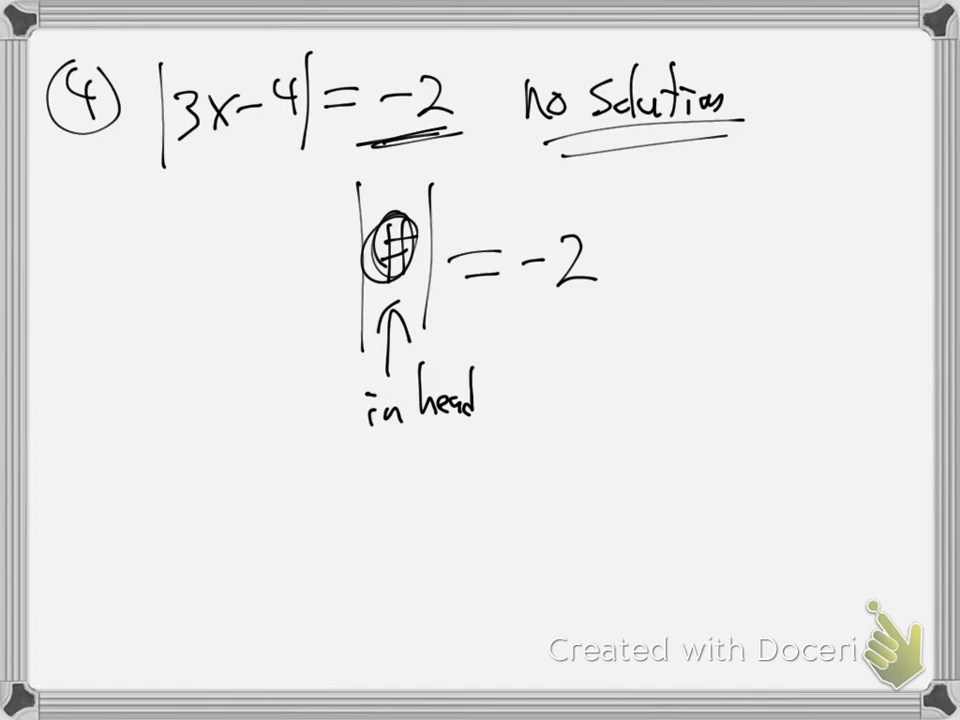 ④ |3x-4| = -2 no solution
|#| = -2
↑
in head
Created with Doceri